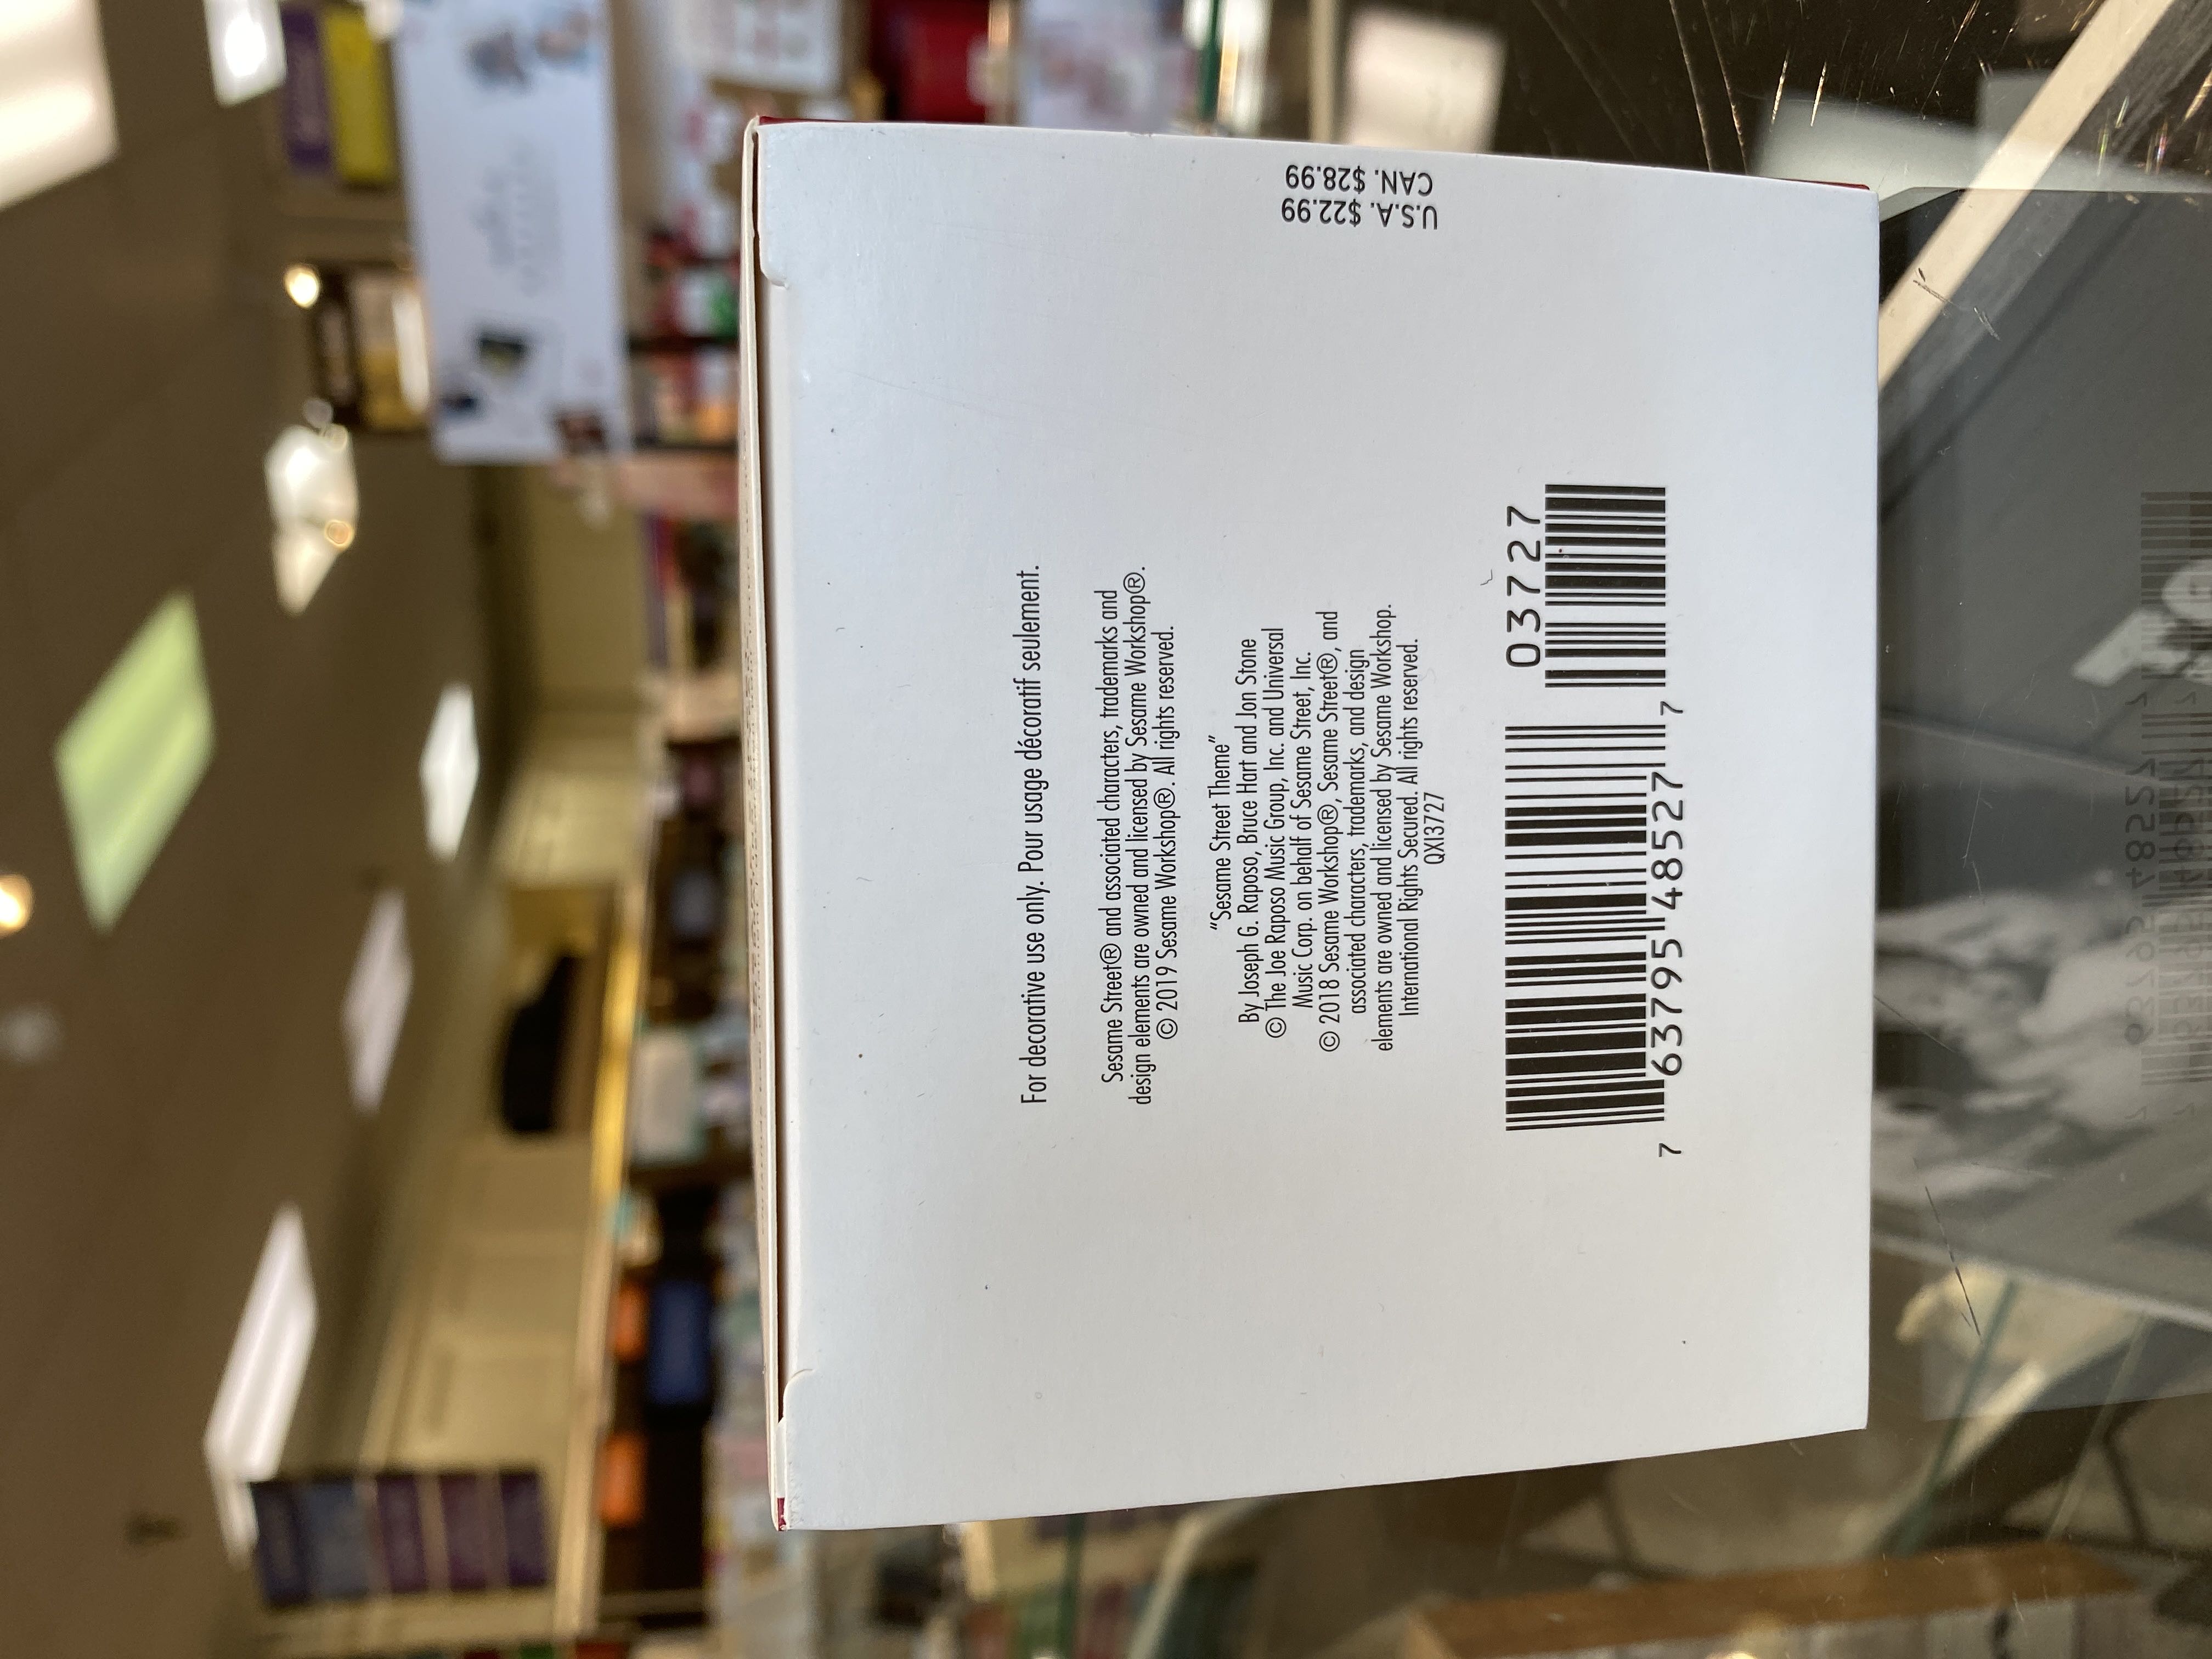 For decorative use only. Pour usage décoratif seulement.
Sesame Street® and associated characters, trademarks and
design elements are owned and licensed by Sesame Workshop®.
© 2019 Sesame Workshop®. All rights reserved.
“Sesame Street Theme”
By Joseph G. Raposo, Bruce Hart and Jon Stone
© The Joe Raposo Music Group, Inc. and Universal
Music Corp. on behalf of Sesame Street, Inc.
© 2018 Sesame Workshop®, Sesame Street®, and
associated characters, trademarks, and design
elements are owned and licensed by Sesame Workshop.
International Rights Secured. All rights reserved.
QXI3727
03727
7 63795 48527 7
U.S.A. $22.99
CAN. $28.99